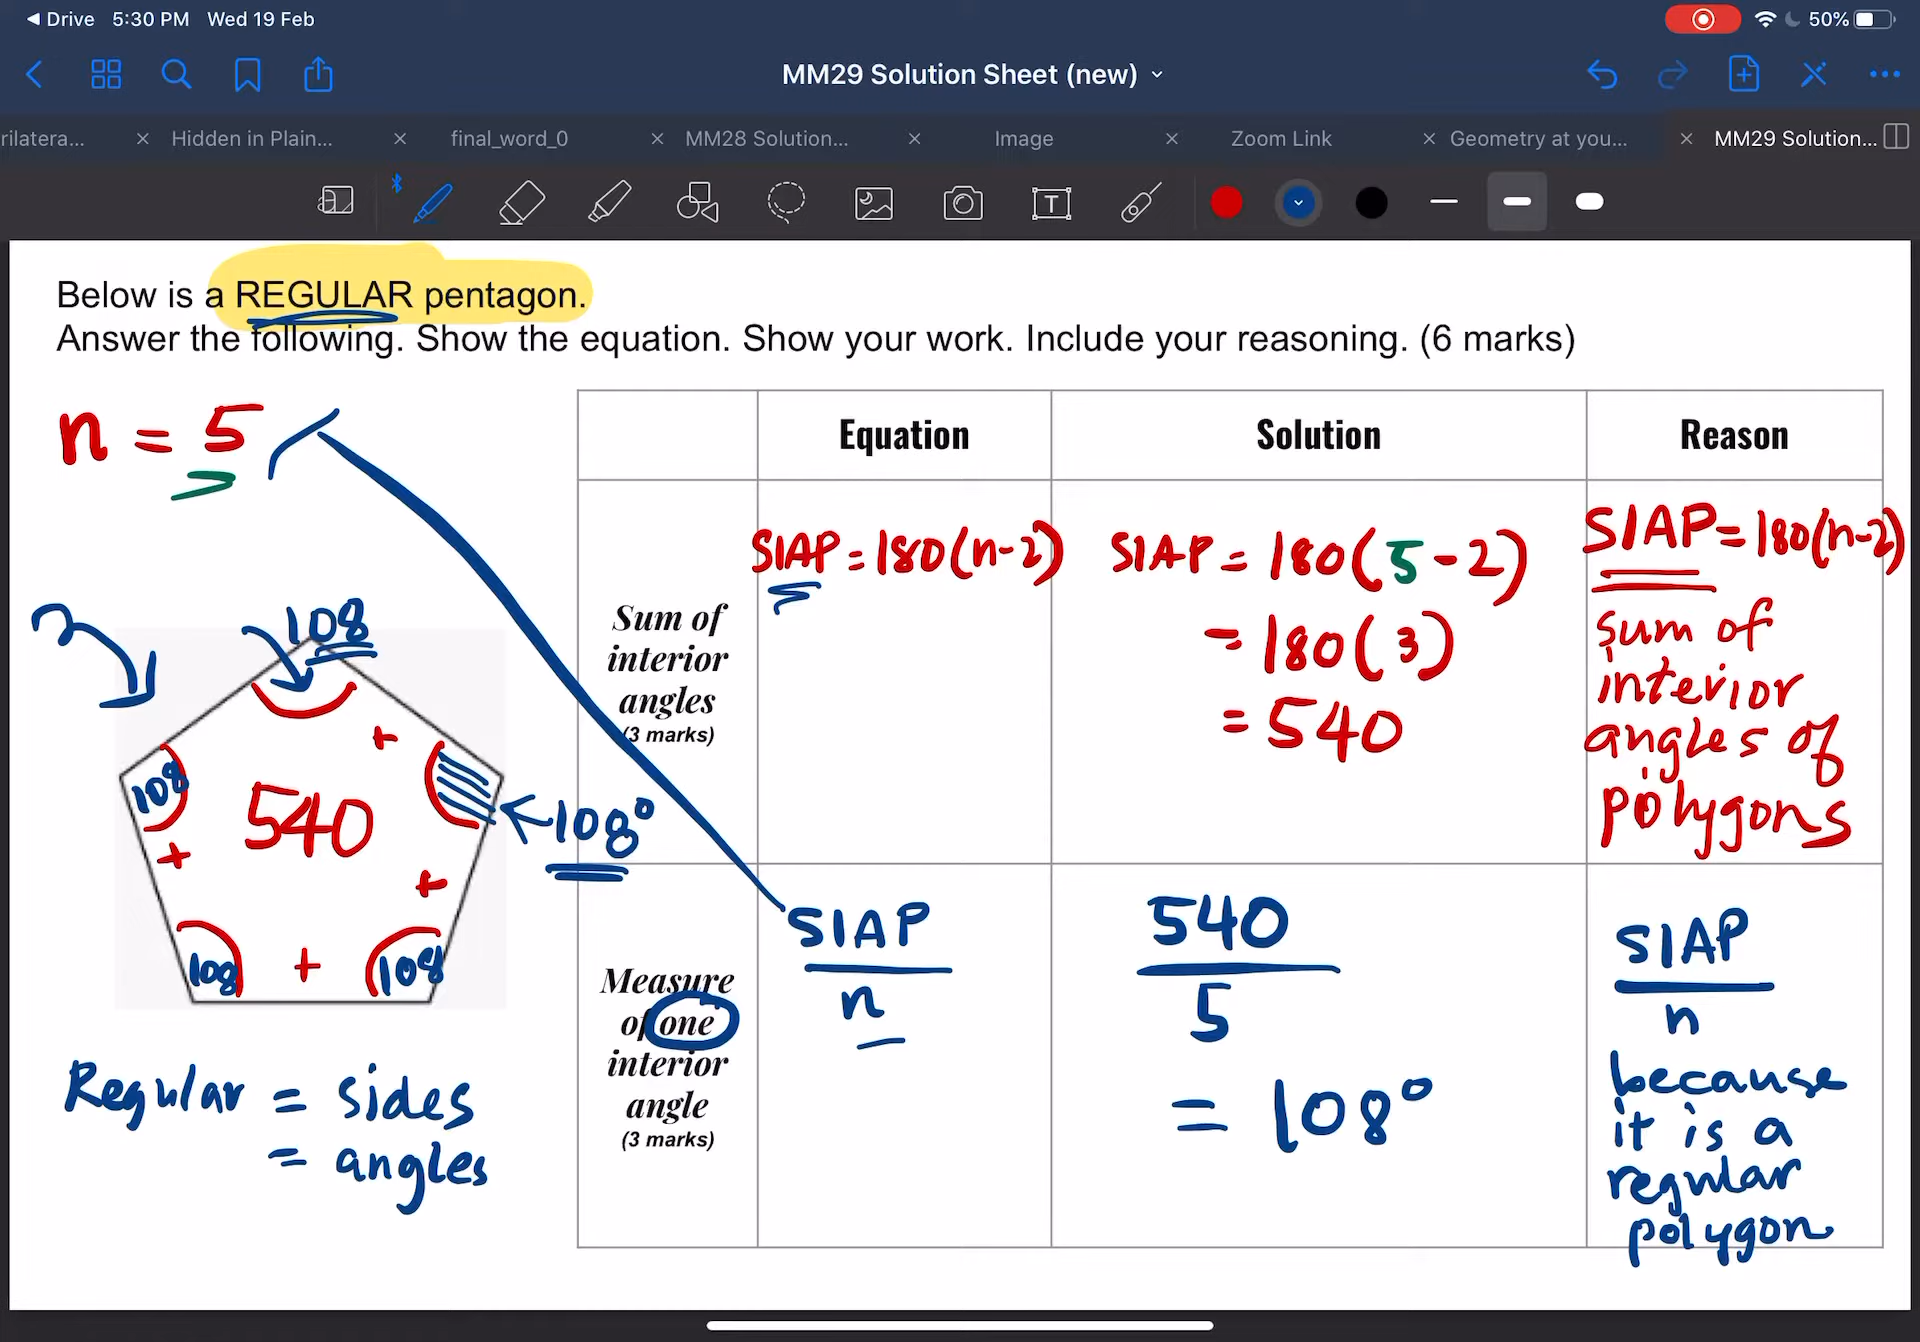 Drive 5:30 PM Wed 19 Feb
50%
MM29 Solution Sheet (new)
rilatera... Hidden in Plain... final_word_0 MM28 Solution... Image Zoom Link Geometry at you... MM29 Solution...
T
Below is a REGULAR pentagon.
Answer the following. Show the equation. Show your work. Include your reasoning. (6 marks)
n = 5
108
108
540
108°
108
108
Regular = sides
= angles
Equation
Solution
Reason
Sum of
interior
angles
(3 marks)
SIAP = 180(n-2)
SIAP = 180(5-2)
= 180(3)
= 540
SIAP = 180(n-2)
sum of
interior
angles of
polygons
Measure
of one
interior
angle
(3 marks)
SIAP
n
540
5
= 108°
SIAP
n
because
it is a
regular
polygon